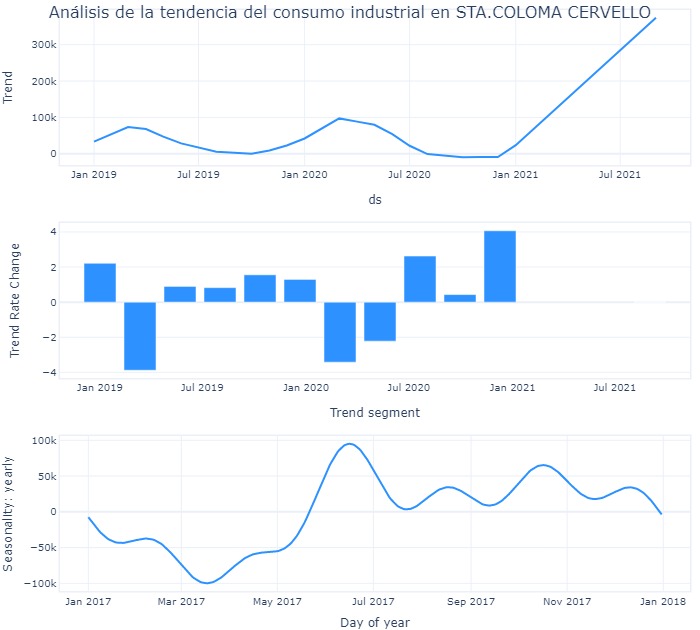 Análisis de la tendencia del consumo industrial en STA.COLOMA CERVELLO
Trend
300k
200k
100k
0
Jan 2019
Jul 2019
Jan 2020
Jul 2020
Jan 2021
Jul 2021
ds
Trend Rate Change
4
2
0
−2
−4
Jan 2019
Jul 2019
Jan 2020
Jul 2020
Jan 2021
Jul 2021
Trend segment
Seasonality: yearly
100k
50k
0
−50k
−100k
Jan 2017
Mar 2017
May 2017
Jul 2017
Sep 2017
Nov 2017
Jan 2018
Day of year